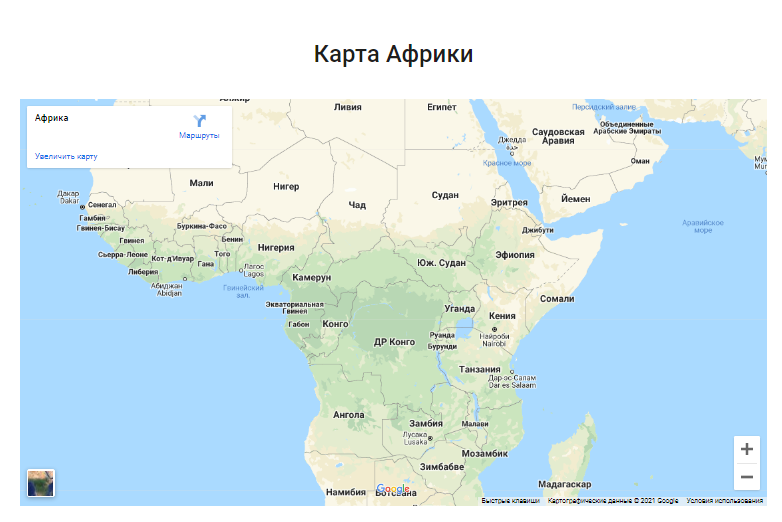 Карта Африки
Алжир
Ливия
Египет
Персидский залив
Африка
Маршруты
Увеличить карту
Объединенные
Арабские Эмираты
Джедда
جدة
Саудовская
Аравия
Оман
Красное море
Мали
Нигер
Чад
Судан
Эритрея
Йемен
Дакар
Dakar
Сенегал
Гамбия
Гвинея-Бисау
Буркина-Фасо
Джибути
Аравийское
море
Гвинея
Бенин
Нигерия
Сьерра-Леоне
Кот-д'Ивуар
Того
Гана
Либерия
Лагос
Lagos
Камерун
Юж. Судан
Эфиопия
Абиджан
Abidjan
Гвинейский
зал.
Сомали
Экваториальная
Гвинея
Габон
Конго
Уганда
Кения
ДР Конго
Руанда
Бурунди
Найроби
Nairobi
Танзания
Дар-эс-Салам
Dar es Salaam
Ангола
Замбия
Малави
Лусака
Lusaka
Мозамбик
Зимбабве
Намибия
Ботсвана
Мадагаскар
Google
Быстрые клавиши
Картографические данные © 2021 Google
Условия использования